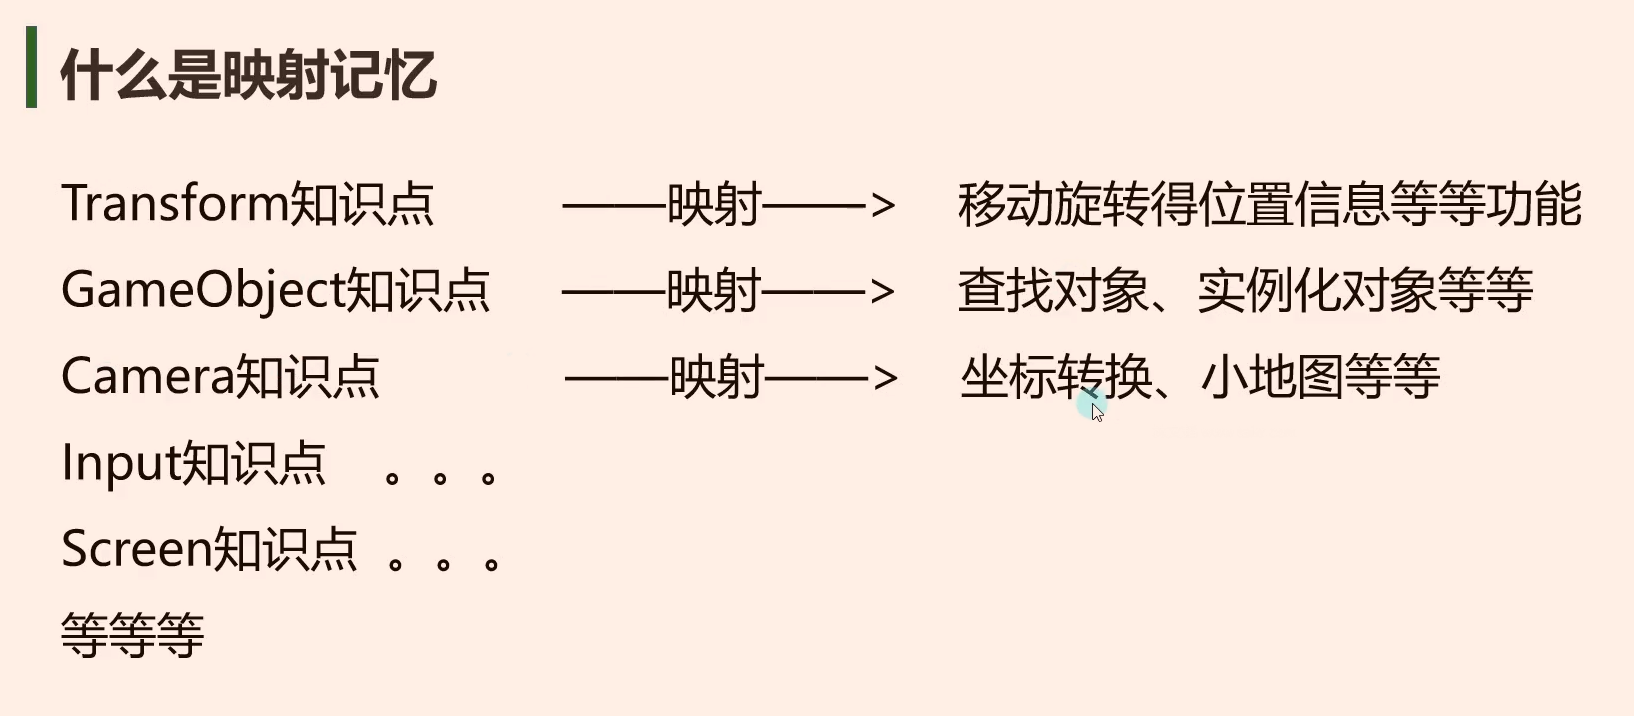 什么是映射记忆
Transform知识点 ——映射——> 移动旋转得位置信息等等功能
GameObject知识点 ——映射——> 查找对象、实例化对象等等
Camera知识点 ——映射——> 坐标转换、小地图等等
Input知识点 。。。
Screen知识点 。。。
等等等